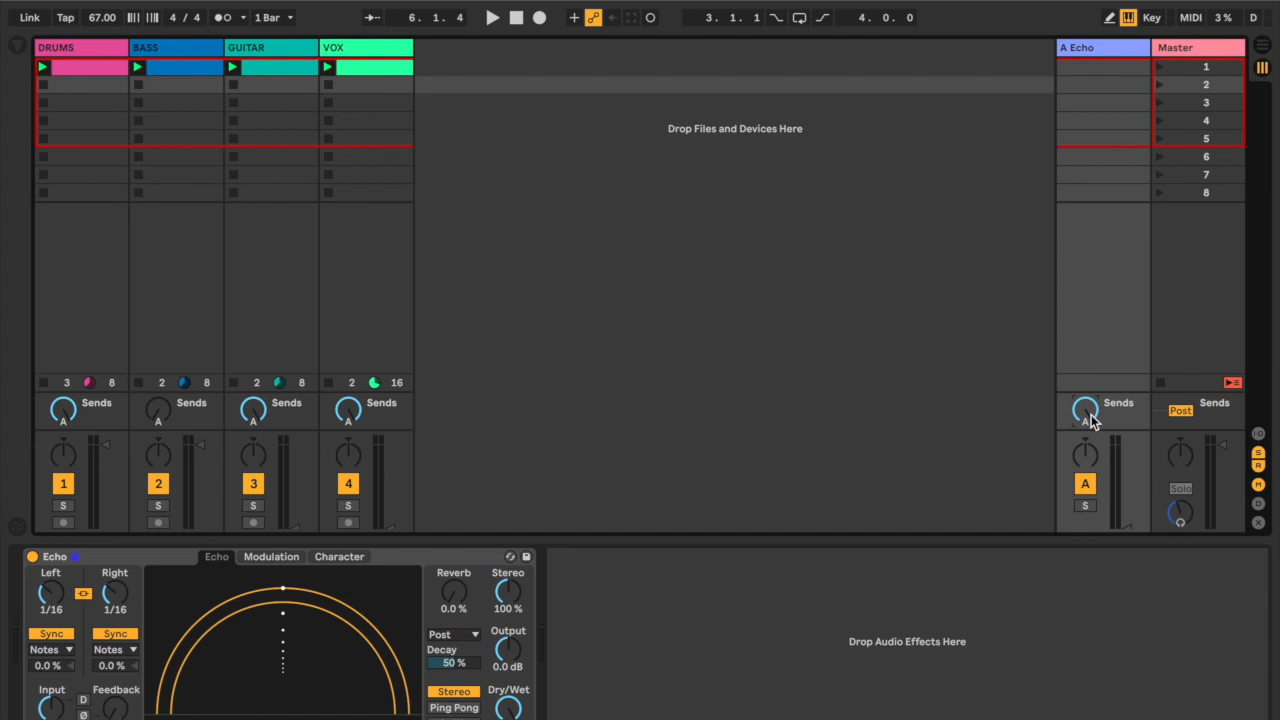 Link Tap 67.00 4 / 4 1 Bar 6. 1. 4 3. 1. 1 4. 0. 0 Key MIDI 3 % D
DRUMS BASS GUITAR VOX A Echo Master
1
2
3
4
5
6
7
8
Drop Files and Devices Here
3 8 2 8 2 8 2 16
Sends Sends Sends Sends Sends Sends
A A A A A Post
1 2 3 4 A Solo
S S S S S
I·O
S
R
M
D
X
Echo Echo Modulation Character
Left Right Reverb Stereo
1/16 1/16 0.0 % 100 %
Sync Sync Post Output
Notes Notes Decay
0.0 % 0.0 % 50 % 0.0 dB
Input Feedback Stereo Dry/Wet
D Ping Pong
Ø
Drop Audio Effects Here